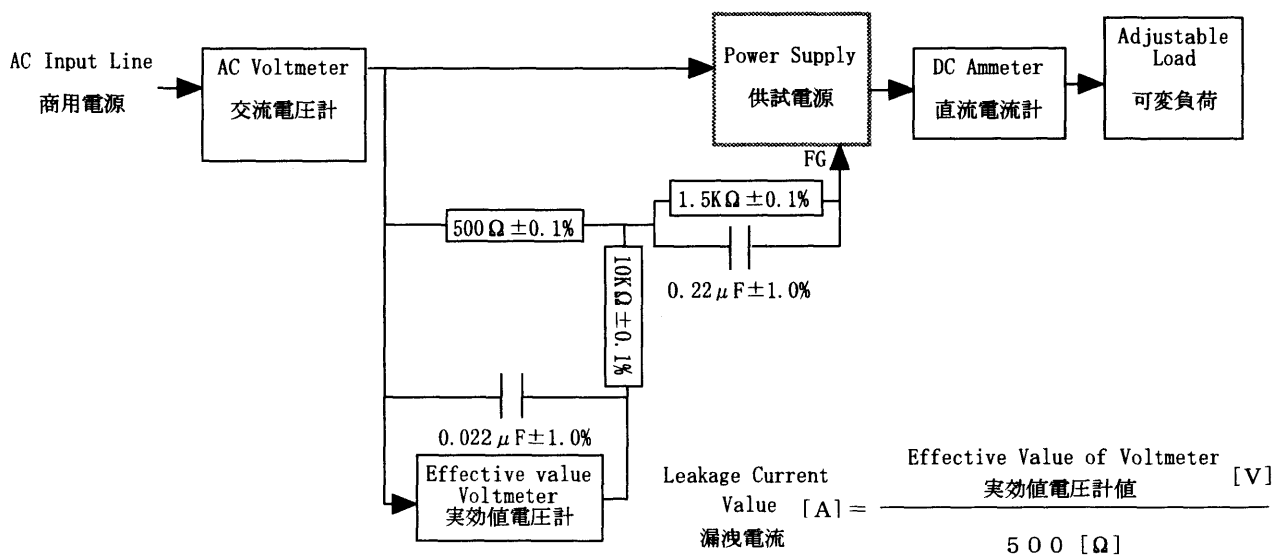 AC Input Line
商用電源
AC Voltmeter
交流電圧計
Power Supply
供試電源
DC Ammeter
直流電流計
Adjustable
Load
可変負荷
FG
1.5KΩ±0.1%
500Ω±0.1%
10KΩ±0.1%
0.22μF±1.0%
0.022μF±1.0%
Effective value
Voltmeter
実効値電圧計
Leakage Current
Value [A]=
漏洩電流
Effective Value of Voltmeter
実効値電圧計値 [V]
500 [Ω]